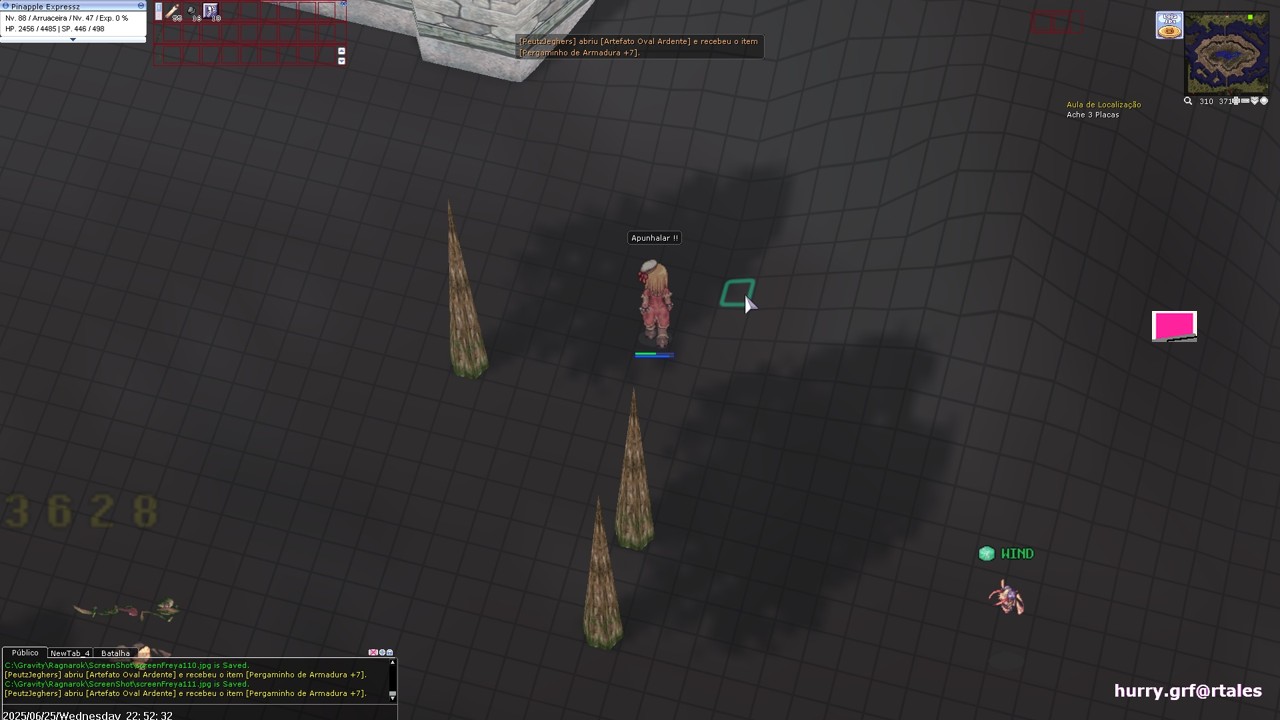 Pinapple Expressz
Nv. 88 / Arruaceira / Nv. 47 / Exp. 0 %
HP. 2456 / 4485 | SP. 446 / 498
[PeutzJeghers] abriu [Artefato Oval Ardente] e recebeu o item
[Pergaminho de Armadura +7].
310 371
Aula de Localização
Ache 3 Placas
Apunhalar !!
3628
WIND
Público NewTab_4 Batalha
C:\Gravity\Ragnarok\ScreenShot\screenFreya110.jpg is Saved.
[PeutzJeghers] abriu [Artefato Oval Ardente] e recebeu o item [Pergaminho de Armadura +7].
C:\Gravity\Ragnarok\ScreenShot\screenFreya111.jpg is Saved.
[PeutzJeghers] abriu [Artefato Oval Ardente] e recebeu o item [Pergaminho de Armadura +7].
2025/06/25/Wednesday 22:52:32
hurry.grf@rtales